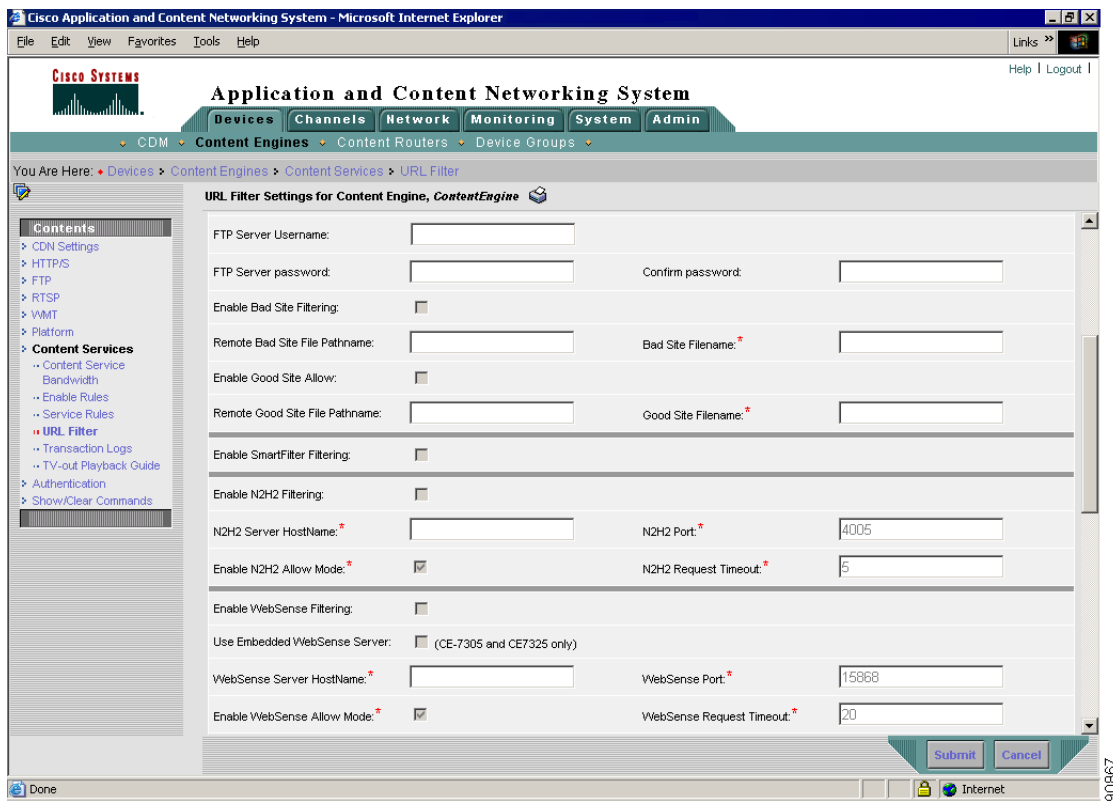 Cisco Application and Content Networking System - Microsoft Internet Explorer
File Edit View Favorites Tools Help
Links »
CISCO SYSTEMS
Help | Logout |
Application and Content Networking System
Devices Channels Network Monitoring System Admin
CDM Content Engines Content Routers Device Groups
You Are Here: Devices Content Engines Content Services URL Filter
URL Filter Settings for Content Engine, ContentEngine
Contents
CDN Settings
HTTP/S
FTP
RTSP
WMT
Platform
Content Services
Content Service
Bandwidth
Enable Rules
Service Rules
URL Filter
Transaction Logs
TV-out Playback Guide
Authentication
Show/Clear Commands
FTP Server Username:
FTP Server password: Confirm password:
Enable Bad Site Filtering:
Remote Bad Site File Pathname: Bad Site Filename:*
Enable Good Site Allow:
Remote Good Site File Pathname: Good Site Filename:*
Enable SmartFilter Filtering:
Enable N2H2 Filtering:
N2H2 Server HostName:* N2H2 Port:* 4005
Enable N2H2 Allow Mode:* N2H2 Request Timeout:* 5
Enable WebSense Filtering:
Use Embedded WebSense Server: (CE-7305 and CE7325 only)
WebSense Server HostName:* WebSense Port:* 15868
Enable WebSense Allow Mode:* WebSense Request Timeout:* 20
Submit Cancel
Done Internet
90867